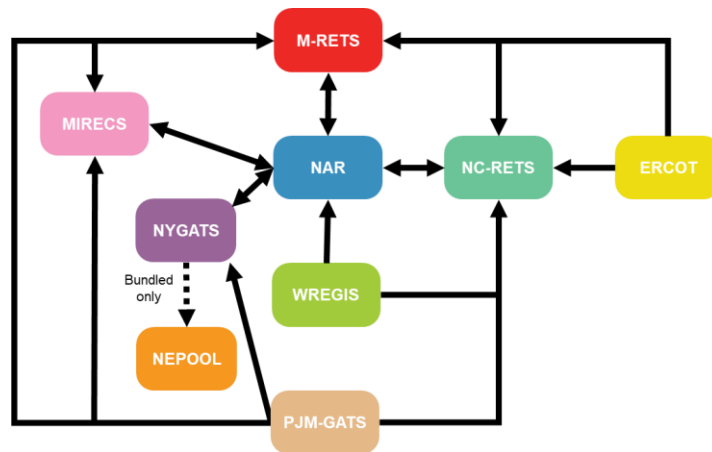 M-RETS
MIRECS
NAR
NC-RETS
ERCOT
NYGATS
Bundled
only
WREGIS
NEPOOL
PJM-GATS